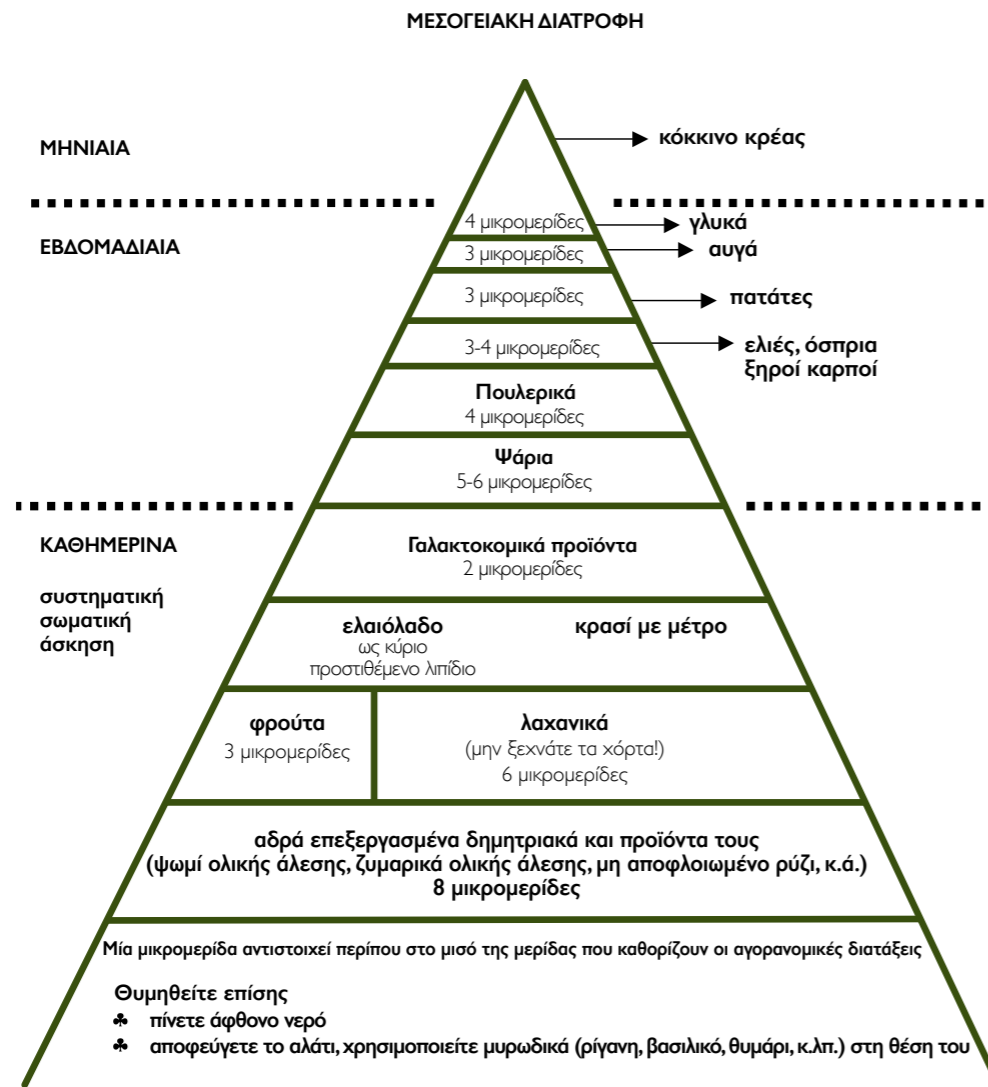 ΜΕΣΟΓΕΙΑΚΗ ΔΙΑΤΡΟΦΗ
ΜΗΝΙΑΙΑ
κόκκινο κρέας
ΕΒΔΟΜΑΔΙΑΙΑ
4 μικρομερίδες
γλυκά
3 μικρομερίδες
αυγά
3 μικρομερίδες
πατάτες
3-4 μικρομερίδες
ελιές, όσπρια
ξηροί καρποί
Πουλερικά
4 μικρομερίδες
Ψάρια
5-6 μικρομερίδες
ΚΑΘΗΜΕΡΙΝΑ
συστηματική
σωματική
άσκηση
Γαλακτοκομικά προϊόντα
2 μικρομερίδες
ελαιόλαδο
ως κύριο
προστιθέμενο λιπίδιο
κρασί με μέτρο
φρούτα
3 μικρομερίδες
λαχανικά
(μην ξεχνάτε τα χόρτα!)
6 μικρομερίδες
αδρά επεξεργασμένα δημητριακά και προϊόντα τους
(ψωμί ολικής άλεσης, ζυμαρικά ολικής άλεσης, μη αποφλοιωμένο ρύζι, κ.ά.)
8 μικρομερίδες
Μία μικρομερίδα αντιστοιχεί περίπου στο μισό της μερίδας που καθορίζουν οι αγορανομικές διατάξεις
Θυμηθείτε επίσης
♣ πίνετε άφθονο νερό
♣ αποφεύγετε το αλάτι, χρησιμοποιείτε μυρωδικά (ρίγανη, βασιλικό, θυμάρι, κ.λπ.) στη θέση του